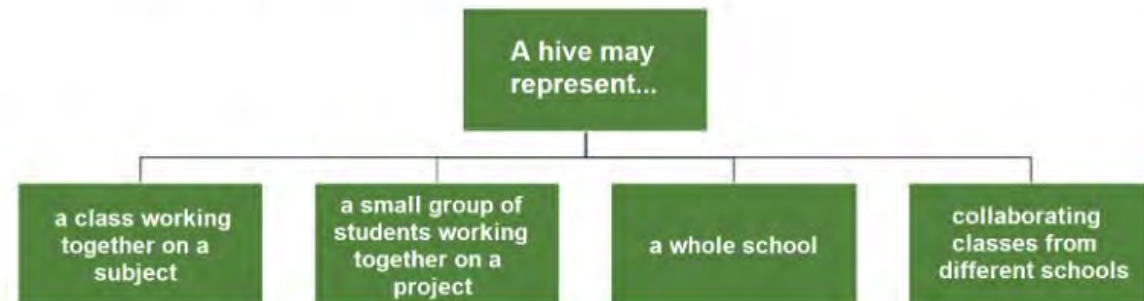 A hive may
represent...
a class working
together on a
subject
a small group of
students working
together on a
project
a whole school
collaborating
classes from
different schools